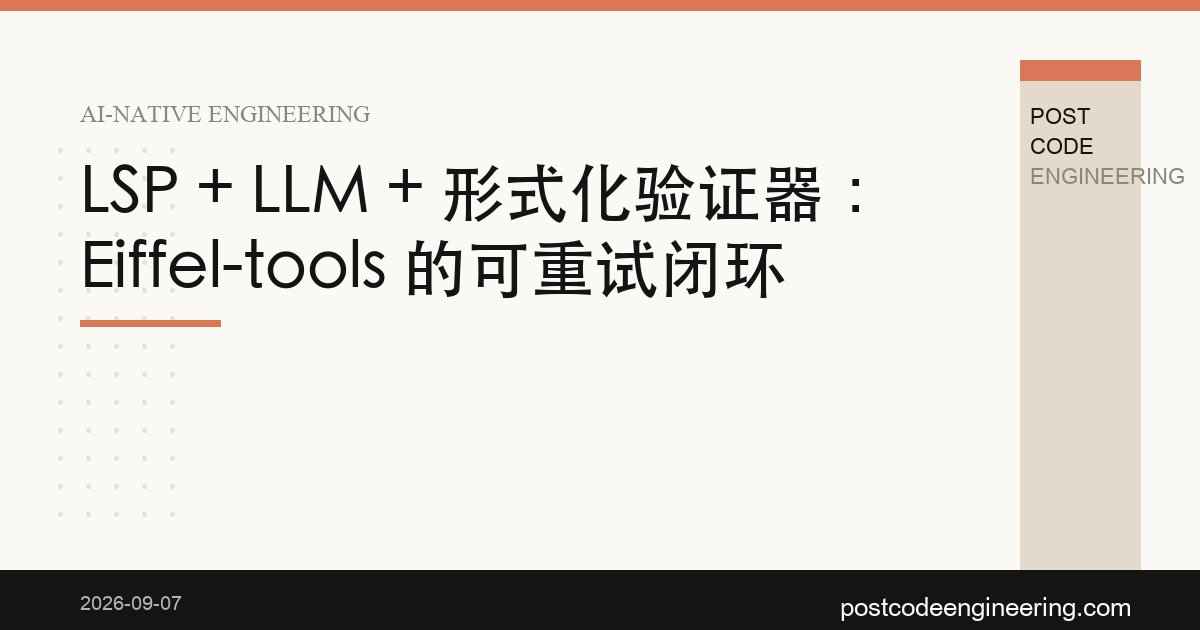 AI-NATIVE ENGINEERING
LSP + LLM + 形式化验证器：
Eiffel-tools 的可重试闭环
POST
CODE
ENGINEERING
2026-09-07
postcodeengineering.com